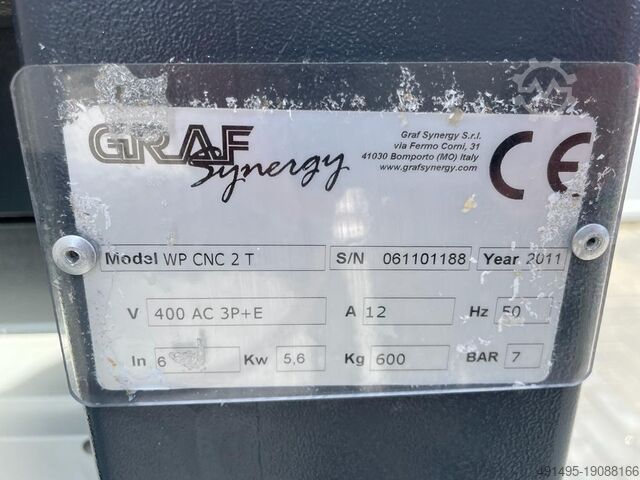 GRAF
Synergy
Graf Synergy S.r.l.
via Fermo Corni, 31
41030 Bomporto (MO) Italy
www.grafsynergy.com
CE
Model WP CNC 2 T S/N 061101188 Year 2011
V 400 AC 3P+E A 12 Hz 50
In 6 Kw 5,6 Kg 600 BAR 7
491495-19088166